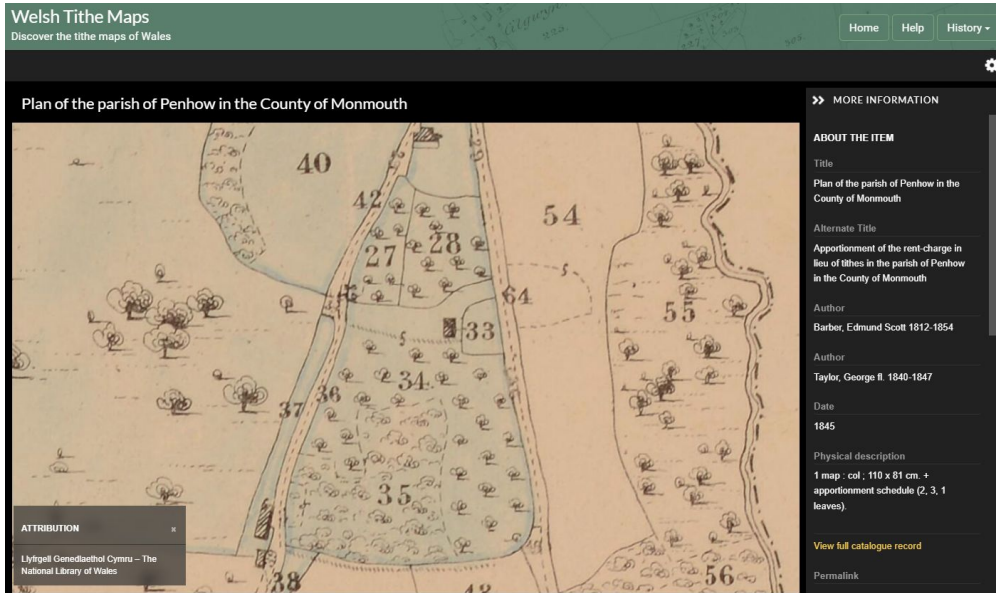 Welsh Tithe Maps
Discover the tithe maps of Wales
Home
Help
History
Plan of the parish of Penhow in the County of Monmouth
40
42
29
27
28
54
5
64
55
33
5
34
36
37
35
38
43
56
ATTRIBUTION
×
Llyfrgell Genedlaethol Cymru – The
National Library of Wales
MORE INFORMATION
ABOUT THE ITEM
Title
Plan of the parish of Penhow in the
County of Monmouth
Alternate Title
Apportionment of the rent-charge in
lieu of tithes in the parish of Penhow
in the County of Monmouth
Author
Barber, Edmund Scott 1812-1854
Author
Taylor, George fl. 1840-1847
Date
1845
Physical description
1 map : col ; 110 x 81 cm. +
apportionment schedule (2, 3, 1
leaves).
View full catalogue record
Permalink